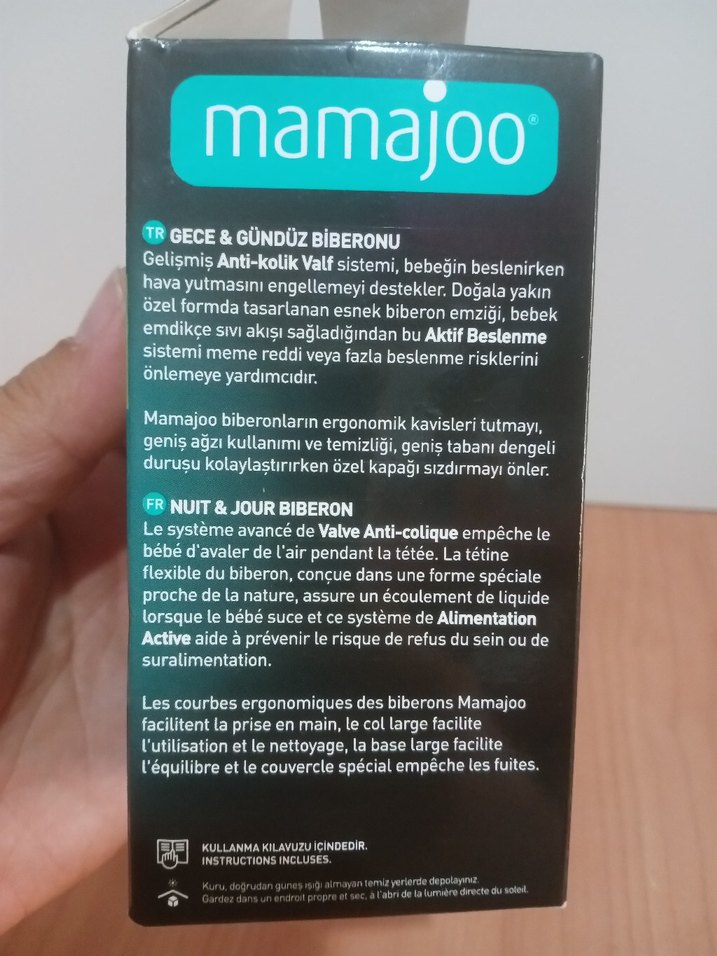 mamajoo®
TR GECE & GÜNDÜZ BİBERONU
Gelişmiş Anti-kolik Valf sistemi, bebeğin beslenirken
hava yutmasını engellemeyi destekler. Doğala yakın
özel formda tasarlanan esnek biberon emziği, bebek
emdikçe sıvı akışı sağladığından bu Aktif Beslenme
sistemi meme reddi veya fazla beslenme risklerini
önlemeye yardımcıdır.
Mamajoo biberonların ergonomik kavisleri tutmayı,
geniş ağzı kullanımı ve temizliği, geniş tabanı dengeli
duruşu kolaylaştırırken özel kapağı sızdırmayı önler.
FR NUIT & JOUR BIBERON
Le système avancé de Valve Anti-colique empêche le
bébé d'avaler de l'air pendant la tétée. La tétine
flexible du biberon, conçue dans une forme spéciale
proche de la nature, assure un écoulement de liquide
lorsque le bébé suce et ce système de Alimentation
Active aide à prévenir le risque de refus du sein ou de
suralimentation.
Les courbes ergonomiques des biberons Mamajoo
facilitent la prise en main, le col large facilite
l'utilisation et le nettoyage, la base large facilite
l'équilibre et le couvercle spécial empêche les fuites.
KULLANMA KILAVUZU İÇİNDEDİR.
INSTRUCTIONS INCLUSES.
Kuru, doğrudan guneş ışığı almayan temiz yerlerde depolayınız.
Gardez dans un endroit propre et sec, à l'abri de la lumière directe du soleil.